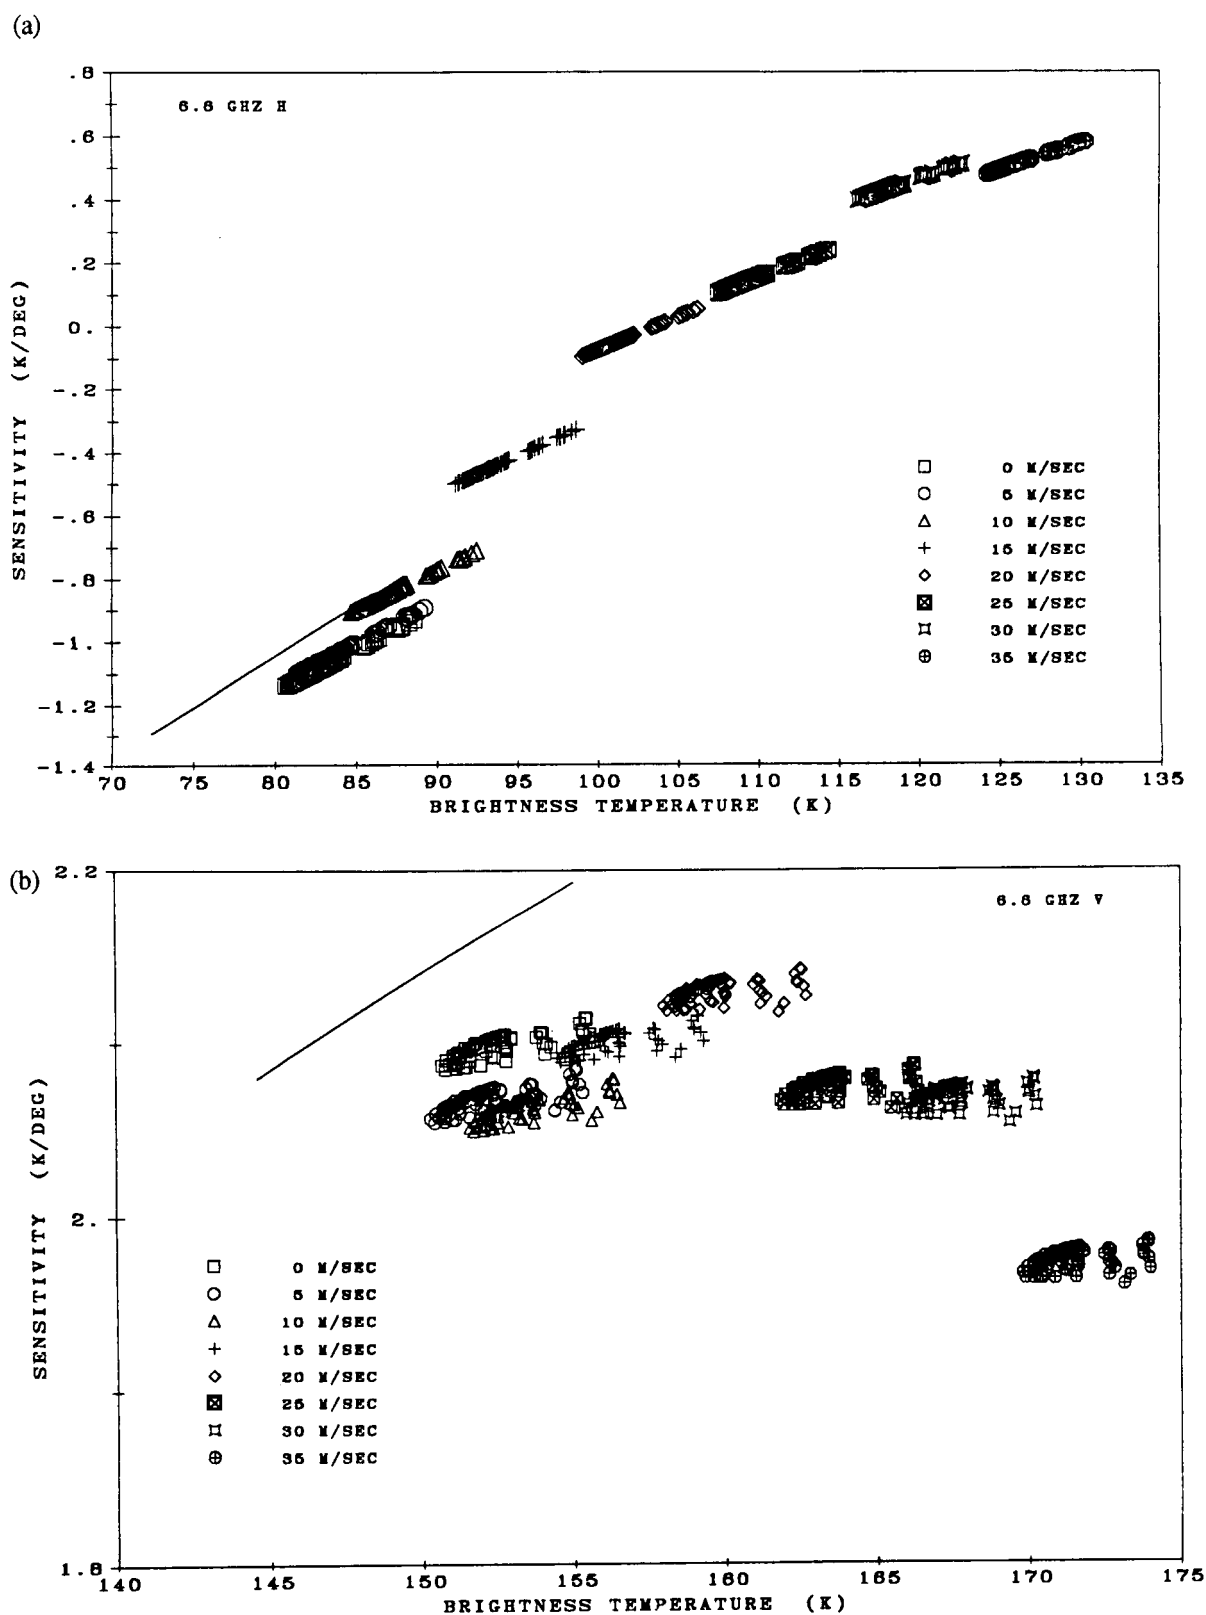 (a)
.8
6.6 GHZ H
.6
.4
.2
0.
-.2
-.4
-.6
-.8
-1.
-1.2
-1.4
SENSITIVITY (K/DEG)
0 M/SEC
5 M/SEC
10 M/SEC
15 M/SEC
20 M/SEC
25 M/SEC
30 M/SEC
35 M/SEC
70 75 80 85 90 95 100 105 110 115 120 125 130 135
BRIGHTNESS TEMPERATURE (K)
(b)
2.2
6.6 GHZ V
2.
1.8
SENSITIVITY (K/DEG)
0 M/SEC
5 M/SEC
10 M/SEC
15 M/SEC
20 M/SEC
25 M/SEC
30 M/SEC
35 M/SEC
140 145 150 155 160 165 170 175
BRIGHTNESS TEMPERATURE (K)